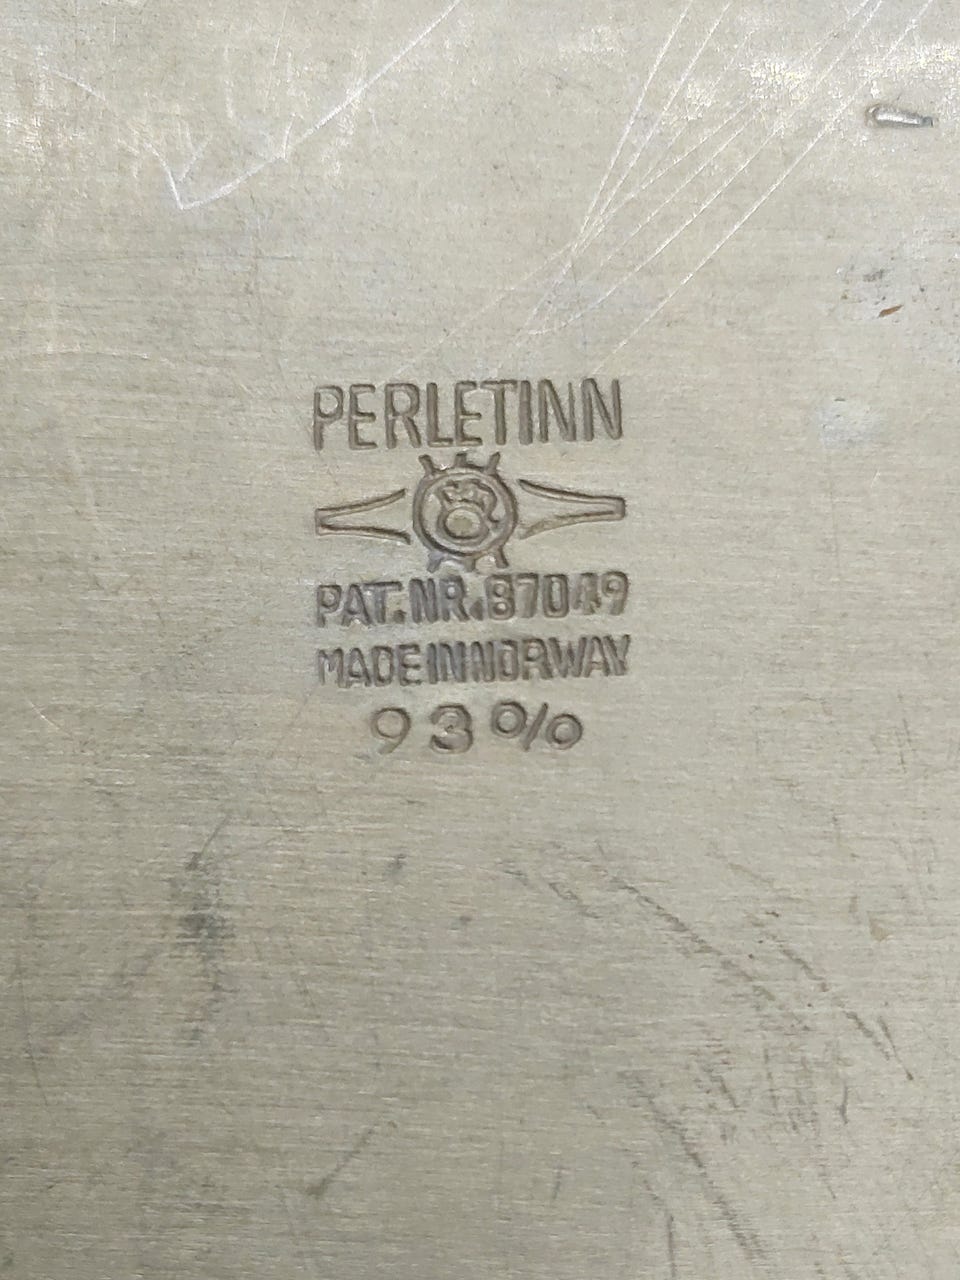 PERLETINN
PAT.NR.87049
MADE IN NORWAY
93%